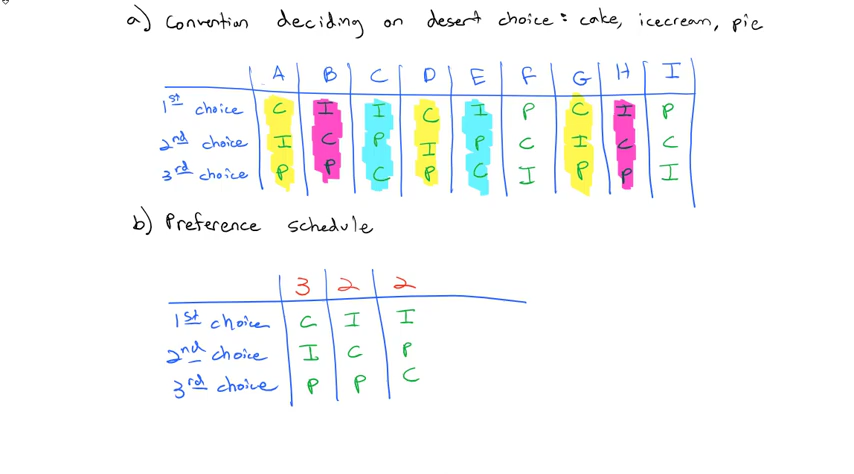 a) Convention deciding on desert choice: cake, icecream, pie
A B C D E F G H I
1st choice C I I C I P C I P
2nd choice I C P I P C I C C
3rd choice P P C P C I P P I
b) Preference schedule
3 2 2
1st choice C I I
2nd choice I C P
3rd choice P P C